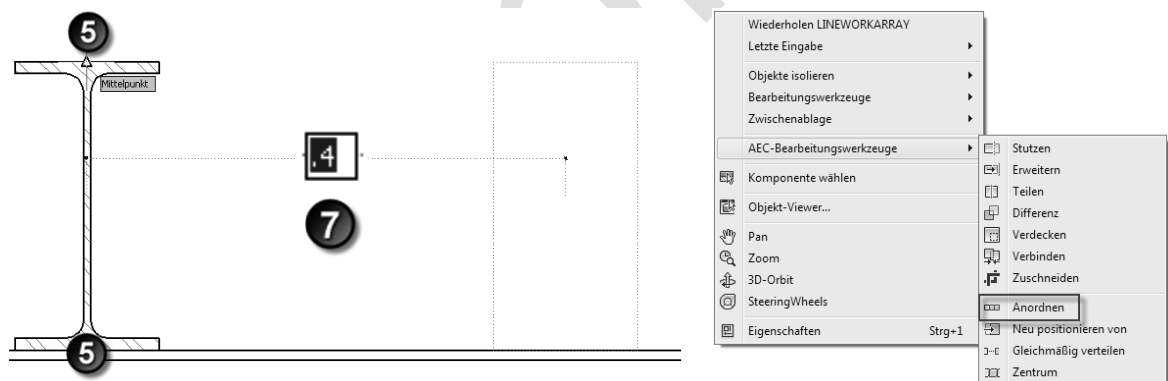 5
Mittelpunkt
.4
7
5
Wiederholen LINEWORKARRAY
Letzte Eingabe
Objekte isolieren
Bearbeitungswerkzeuge
Zwischenablage
AEC-Bearbeitungswerkzeuge
Komponente wählen
Objekt-Viewer...
Pan
Zoom
3D-Orbit
SteeringWheels
Eigenschaften Strg+1
Stutzen
Erweitern
Teilen
Differenz
Verdecken
Verbinden
Zuschneiden
Anordnen
Neu positionieren von
Gleichmäßig verteilen
Zentrum